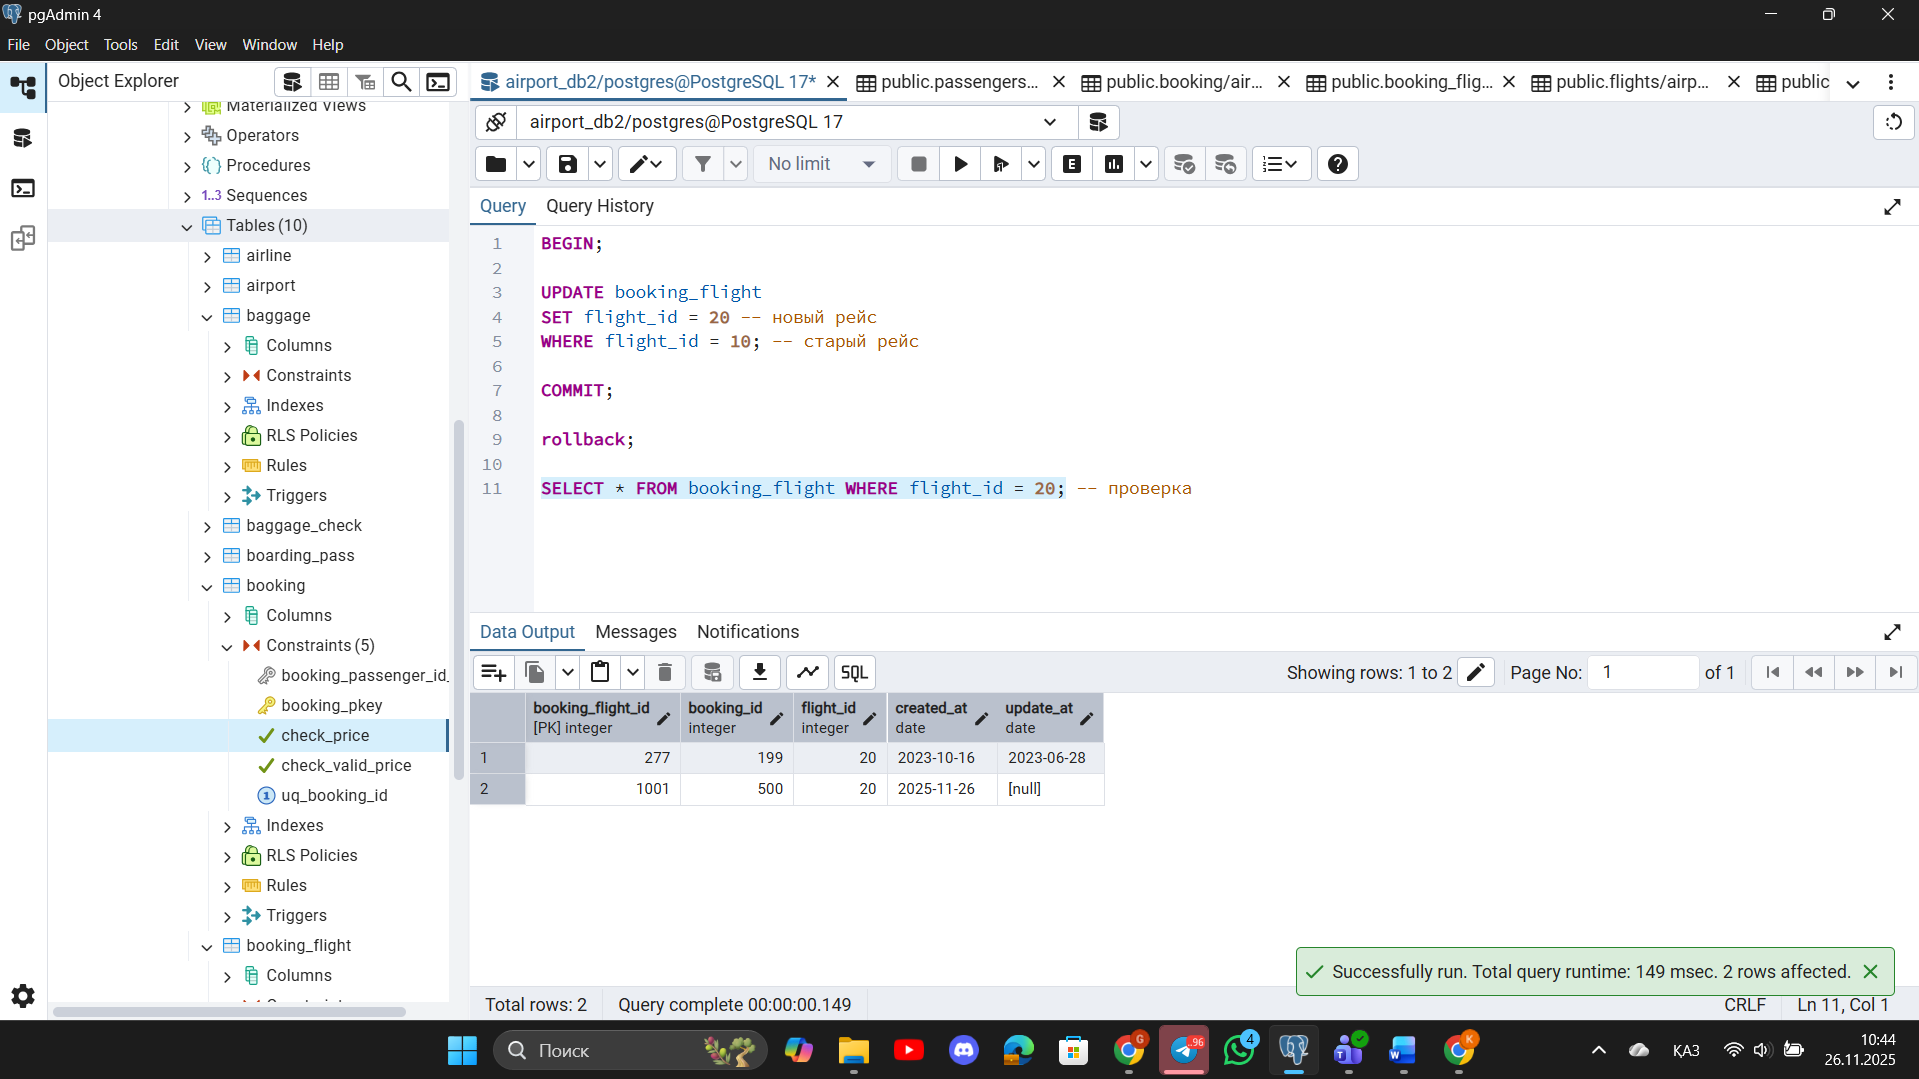 pgAdmin 4
File Object Tools Edit View Window Help
Object Explorer
Materialized Views
Operators
Procedures
1..3 Sequences
Tables (10)
airline
airport
baggage
Columns
Constraints
Indexes
RLS Policies
Rules
Triggers
baggage_check
boarding_pass
booking
Columns
Constraints (5)
booking_passenger_id_
booking_pkey
check_price
check_valid_price
1 uq_booking_id
Indexes
RLS Policies
Rules
Triggers
booking_flight
Columns
airport_db2/postgres@PostgreSQL 17* public.passengers... public.booking/air... public.booking_flig... public.flights/airp... public
airport_db2/postgres@PostgreSQL 17
No limit E
Query Query History
1 BEGIN;
2
3 UPDATE booking_flight
4 SET flight_id = 20 -- новый рейс
5 WHERE flight_id = 10; -- старый рейс
6
7 COMMIT;
8
9 rollback;
10
11 SELECT * FROM booking_flight WHERE flight_id = 20; -- проверка
Data Output Messages Notifications
SQL Showing rows: 1 to 2 Page No: 1 of 1
booking_flight_id booking_id flight_id created_at update_at
[PK] integer integer integer date date
1 277 199 20 2023-10-16 2023-06-28
2 1001 500 20 2025-11-26 [null]
Successfully run. Total query runtime: 149 msec. 2 rows affected.
Total rows: 2 Query complete 00:00:00.149 CRLF Ln 11, Col 1
Поиск G .96 4 T W K ҚАЗ 10:44
26.11.2025